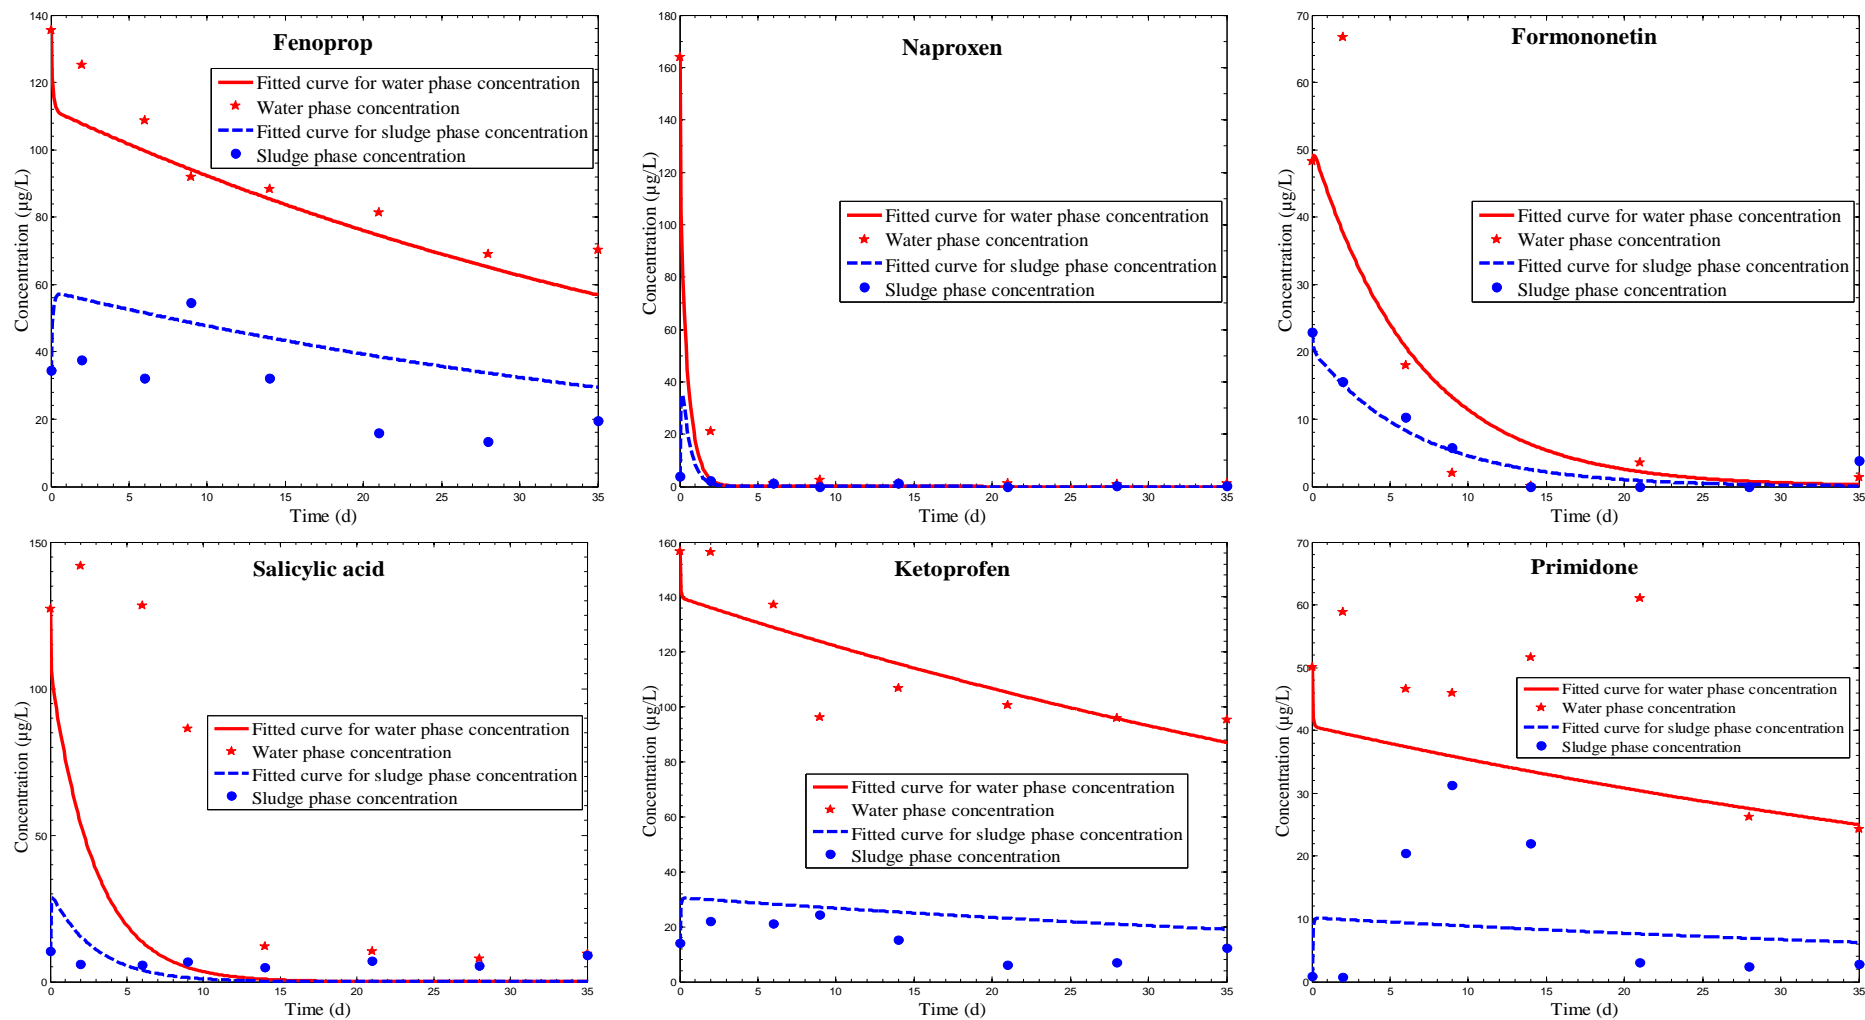 Fenoprop
Fitted curve for water phase concentration
Water phase concentration
Fitted curve for sludge phase concentration
Sludge phase concentration
Concentration (µg/L)
140
120
100
80
60
40
20
0
0 5 10 15 20 25 30 35
Time (d)
Naproxen
Fitted curve for water phase concentration
Water phase concentration
Fitted curve for sludge phase concentration
Sludge phase concentration
Concentration (µg/L)
180
160
140
120
100
80
60
40
20
0
0 5 10 15 20 25 30 35
Time (d)
Formononetin
Fitted curve for water phase concentration
Water phase concentration
Fitted curve for sludge phase concentration
Sludge phase concentration
Concentration (µg/L)
70
60
50
40
30
20
10
0
0 5 10 15 20 25 30 35
Time (d)
Salicylic acid
Fitted curve for water phase concentration
Water phase concentration
Fitted curve for sludge phase concentration
Sludge phase concentration
Concentration (µg/L)
150
100
50
0
0 5 10 15 20 25 30 35
Time (d)
Ketoprofen
Fitted curve for water phase concentration
Water phase concentration
Fitted curve for sludge phase concentration
Sludge phase concentration
Concentration (µg/L)
160
140
120
100
80
60
40
20
0
0 5 10 15 20 25 30 35
Time (d)
Primidone
Fitted curve for water phase concentration
Water phase concentration
Fitted curve for sludge phase concentration
Sludge phase concentration
Concentration (µg/L)
70
60
50
40
30
20
10
0
0 5 10 15 20 25 30 35
Time (d)